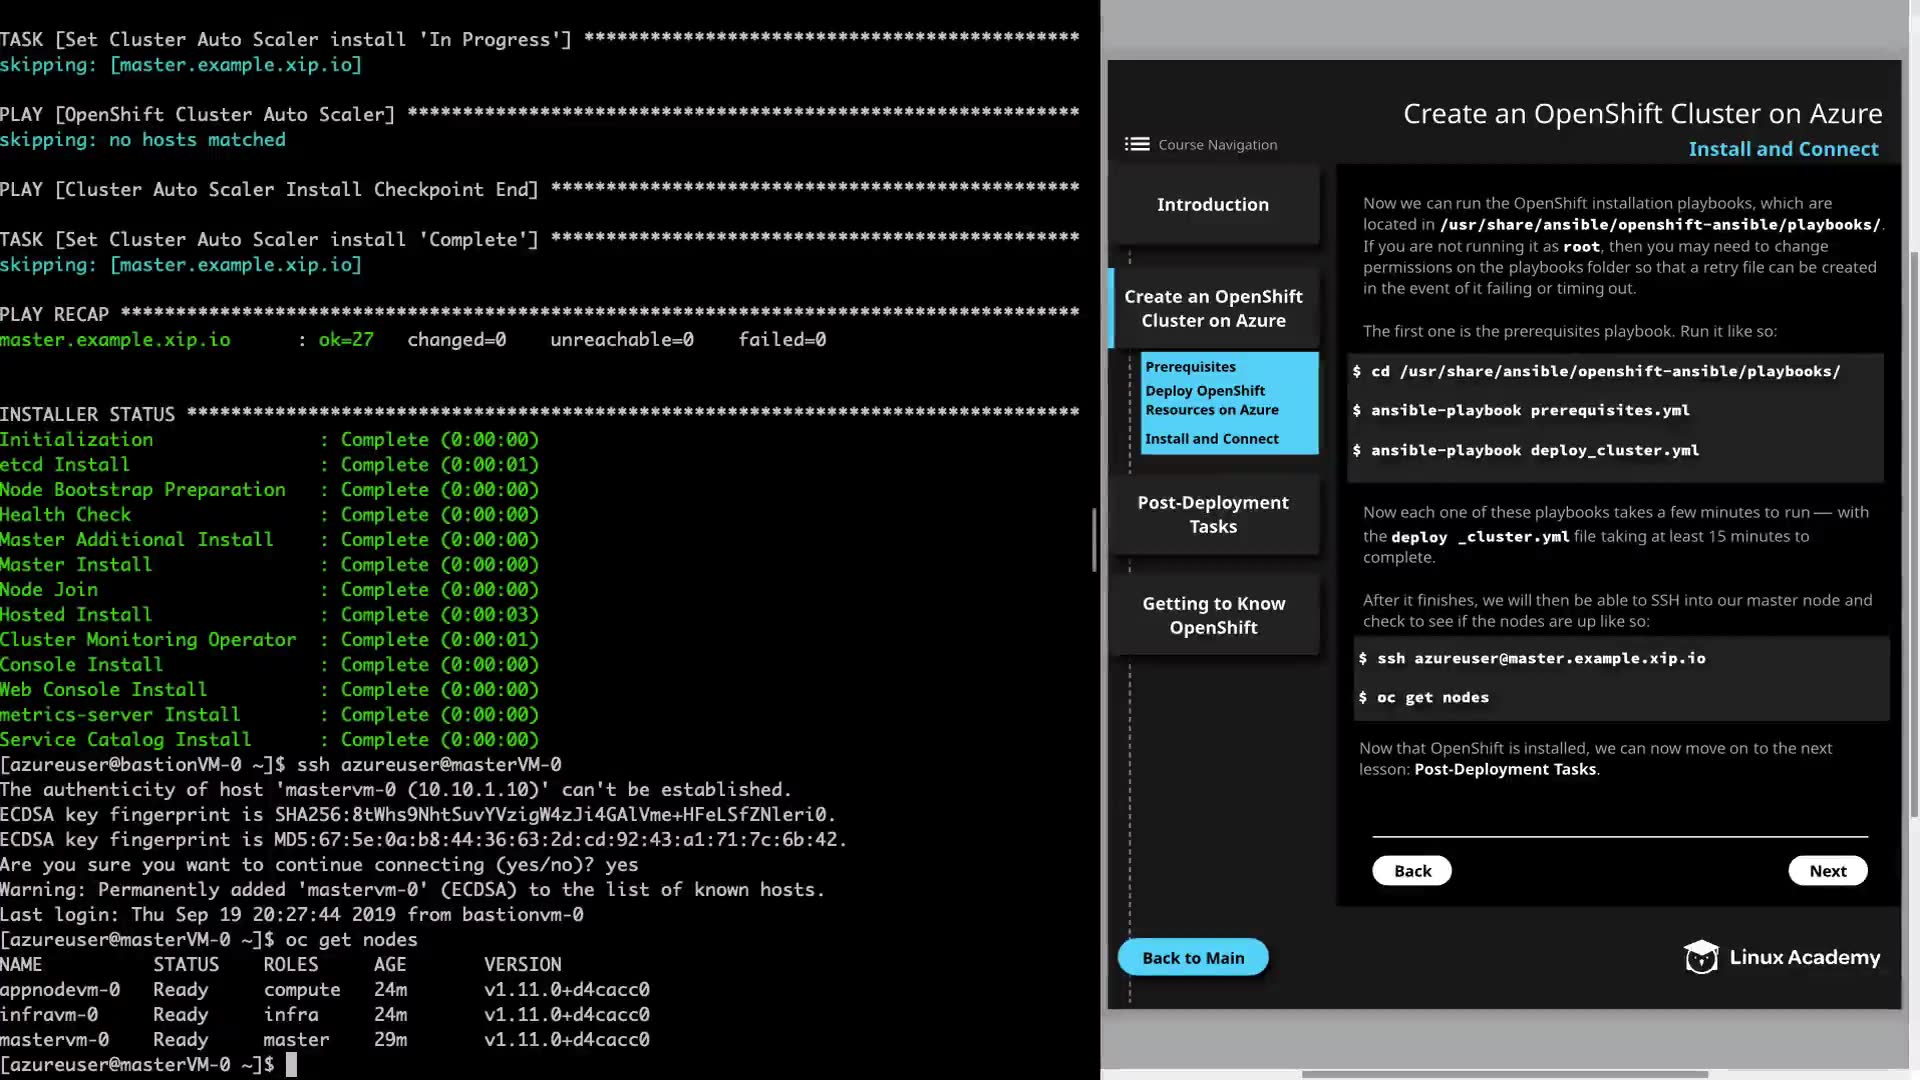 TASK [Set Cluster Auto Scaler install 'In Progress'] *********************************************
skipping: [master.example.xip.io]
PLAY [OpenShift Cluster Auto Scaler] *************************************************************
skipping: no hosts matched
PLAY [Cluster Auto Scaler Install Checkpoint End] ************************************************
TASK [Set Cluster Auto Scaler install 'Complete'] ************************************************
skipping: [master.example.xip.io]
PLAY RECAP ***************************************************************************************
master.example.xip.io : ok=27 changed=0 unreachable=0 failed=0
INSTALLER STATUS *********************************************************************************
Initialization : Complete (0:00:00)
etcd Install : Complete (0:00:01)
Node Bootstrap Preparation : Complete (0:00:00)
Health Check : Complete (0:00:00)
Master Additional Install : Complete (0:00:00)
Master Install : Complete (0:00:00)
Node Join : Complete (0:00:00)
Hosted Install : Complete (0:00:03)
Cluster Monitoring Operator : Complete (0:00:01)
Console Install : Complete (0:00:00)
Web Console Install : Complete (0:00:00)
metrics-server Install : Complete (0:00:00)
Service Catalog Install : Complete (0:00:00)
[azureuser@bastionVM-0 ~]$ ssh azureuser@masterVM-0
The authenticity of host 'mastervm-0 (10.10.1.10)' can't be established.
ECDSA key fingerprint is SHA256:8tWhs9NhtSuvYVzigW4zJi4GAlVme+HFeLSfZNleri0.
ECDSA key fingerprint is MD5:67:5e:0a:b8:44:36:63:2d:cd:92:43:a1:71:7c:6b:42.
Are you sure you want to continue connecting (yes/no)? yes
Warning: Permanently added 'mastervm-0' (ECDSA) to the list of known hosts.
Last login: Thu Sep 19 20:27:44 2019 from bastionvm-0
[azureuser@masterVM-0 ~]$ oc get nodes
NAME STATUS ROLES AGE VERSION
appnodevm-0 Ready compute 24m v1.11.0+d4cacc0
infravm-0 Ready infra 24m v1.11.0+d4cacc0
mastervm-0 Ready master 29m v1.11.0+d4cacc0
[azureuser@masterVM-0 ~]$
Create an OpenShift Cluster on Azure
Install and Connect
Course Navigation
Introduction
Create an OpenShift
Cluster on Azure
Prerequisites
Deploy OpenShift
Resources on Azure
Install and Connect
Post-Deployment
Tasks
Getting to Know
OpenShift
Back to Main
Now we can run the OpenShift installation playbooks, which are
located in /usr/share/ansible/openshift-ansible/playbooks/.
If you are not running it as root, then you may need to change
permissions on the playbooks folder so that a retry file can be created
in the event of it failing or timing out.
The first one is the prerequisites playbook. Run it like so:
$ cd /usr/share/ansible/openshift-ansible/playbooks/
$ ansible-playbook prerequisites.yml
$ ansible-playbook deploy_cluster.yml
Now each one of these playbooks takes a few minutes to run — with
the deploy _cluster.yml file taking at least 15 minutes to
complete.
After it finishes, we will then be able to SSH into our master node and
check to see if the nodes are up like so:
$ ssh azureuser@master.example.xip.io
$ oc get nodes
Now that OpenShift is installed, we can now move on to the next
lesson: Post-Deployment Tasks.
Back
Next
Linux Academy